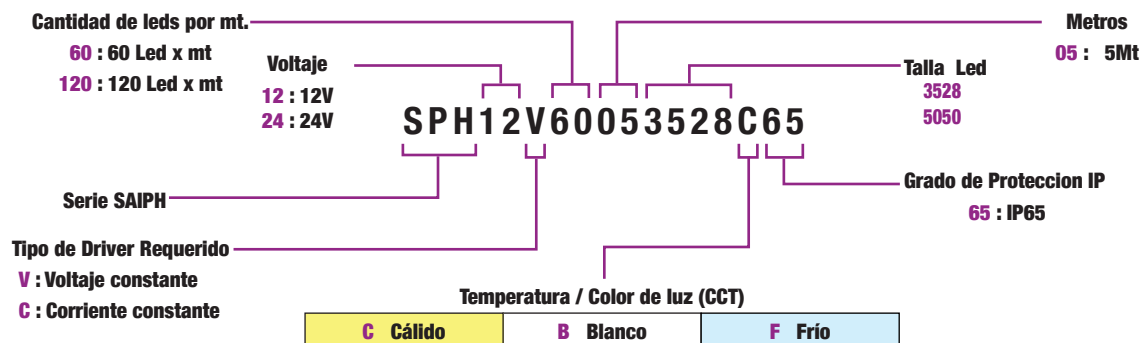 Cantidad de leds por mt.
60 : 60 Led x mt
120 : 120 Led x mt
Voltaje
12 : 12V
24 : 24V
Metros
05 : 5Mt
Talla Led
3528
5050
SPH12V60053528C65
Serie SAIPH
Grado de Proteccion IP
65 : IP65
Tipo de Driver Requerido
V : Voltaje constante
C : Corriente constante
Temperatura / Color de luz (CCT)
C Cálido B Blanco F Frío